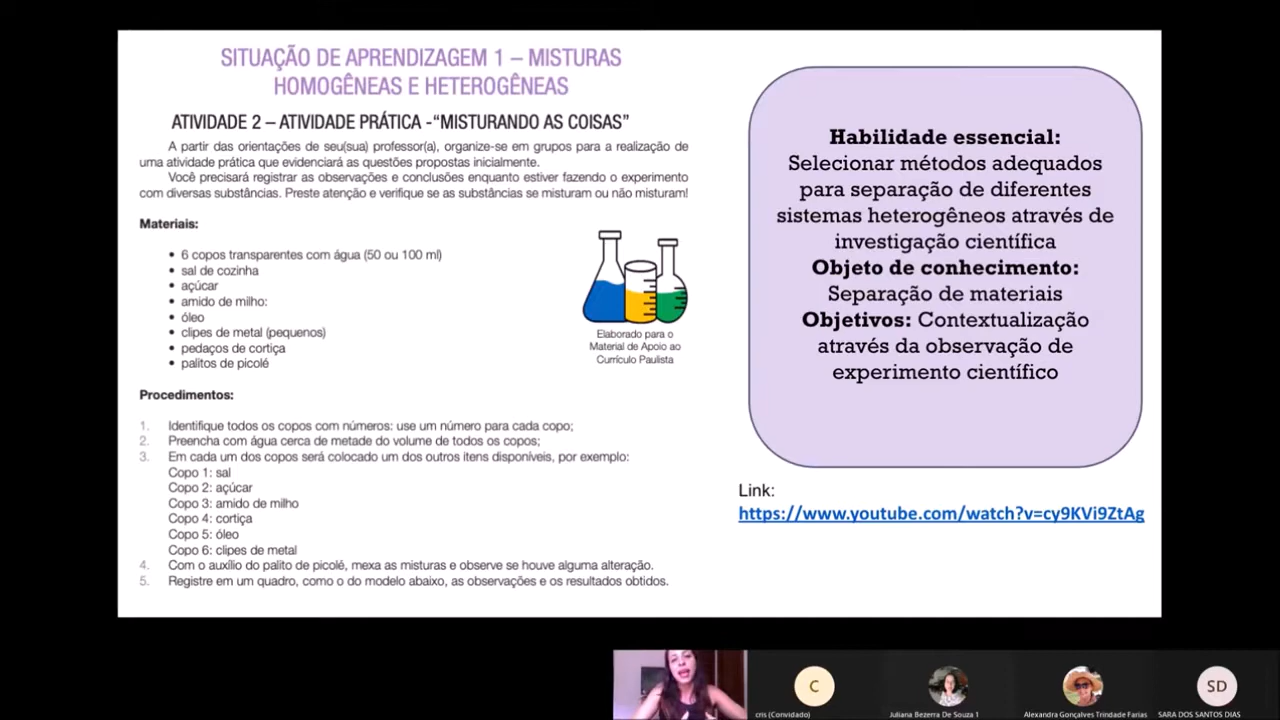 SITUAÇÃO DE APRENDIZAGEM 1 – MISTURAS
HOMOGÊNEAS E HETEROGÊNEAS
ATIVIDADE 2 – ATIVIDADE PRÁTICA -“MISTURANDO AS COISAS”
A partir das orientações de seu(sua) professor(a), organize-se em grupos para a realização de
uma atividade prática que evidenciará as questões propostas inicialmente.
Você precisará registrar as observações e conclusões enquanto estiver fazendo o experimento
com diversas substâncias. Preste atenção e verifique se as substâncias se misturam ou não misturam!
Materiais:
• 6 copos transparentes com água (50 ou 100 ml)
• sal de cozinha
• açúcar
• amido de milho:
• óleo
• clipes de metal (pequenos)
• pedaços de cortiça
• palitos de picolé
Elaborado para o
Material de Apoio ao
Currículo Paulista
Procedimentos:
1. Identifique todos os copos com números: use um número para cada copo;
2. Preencha com água cerca de metade do volume de todos os copos;
3. Em cada um dos copos será colocado um dos outros itens disponíveis, por exemplo:
Copo 1: sal
Copo 2: açúcar
Copo 3: amido de milho
Copo 4: cortiça
Copo 5: óleo
Copo 6: clipes de metal
4. Com o auxílio do palito de picolé, mexa as misturas e observe se houve alguma alteração.
5. Registre em um quadro, como o do modelo abaixo, as observações e os resultados obtidos.
Habilidade essencial:
Selecionar métodos adequados
para separação de diferentes
sistemas heterogêneos através de
investigação científica
Objeto de conhecimento:
Separação de materiais
Objetivos: Contextualização
através da observação de
experimento científico
Link:
https://www.youtube.com/watch?v=cy9KVi9ZtAg
C
SD
cris (Convidado)
Juliana Bezerra De Souza 1
Alexandra Gonçalves Trindade Farias
SARA DOS SANTOS DIAS